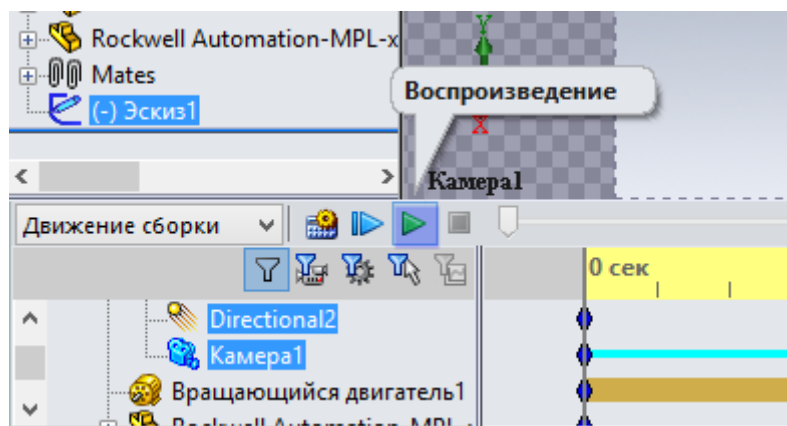 Rockwell Automation-MPL-x
Mates
(-) Эскиз1
Воспроизведение
Y
X
Камера1
Движение сборки
0 сек
Directional2
Камера1
Вращающийся двигатель1
Rockwell Automation-MPL-x